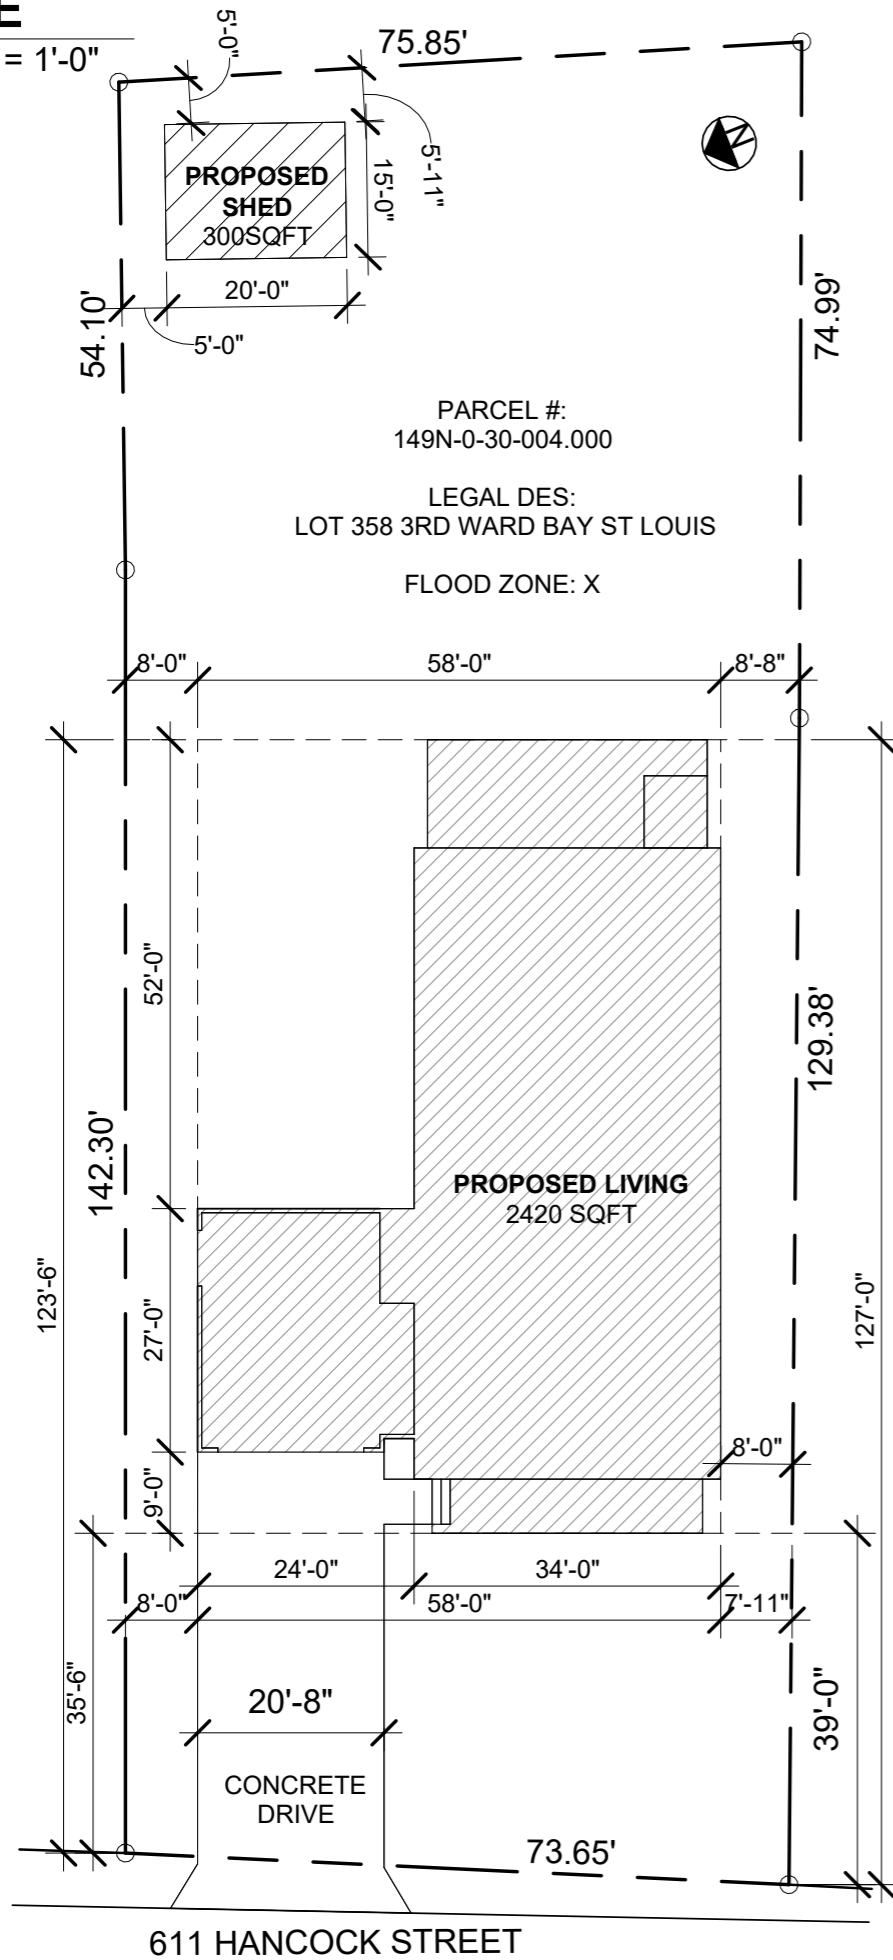 E
= 1'-0"
75.85'
5'-0"
5'-11"
N
PROPOSED
SHED
300SQFT
15'-0"
20'-0"
5'-0"
54.10'
74.99'
PARCEL #:
149N-0-30-004.000
LEGAL DES:
LOT 358 3RD WARD BAY ST LOUIS
FLOOD ZONE: X
8'-0"
58'-0"
8'-8"
52'-0"
129.38'
142.30'
PROPOSED LIVING
2420 SQFT
123'-6"
27'-0"
127'-0"
8'-0"
9'-0"
24'-0"
34'-0"
8'-0"
58'-0"
7'-11"
35'-6"
20'-8"
39'-0"
CONCRETE
DRIVE
73.65'
611 HANCOCK STREET